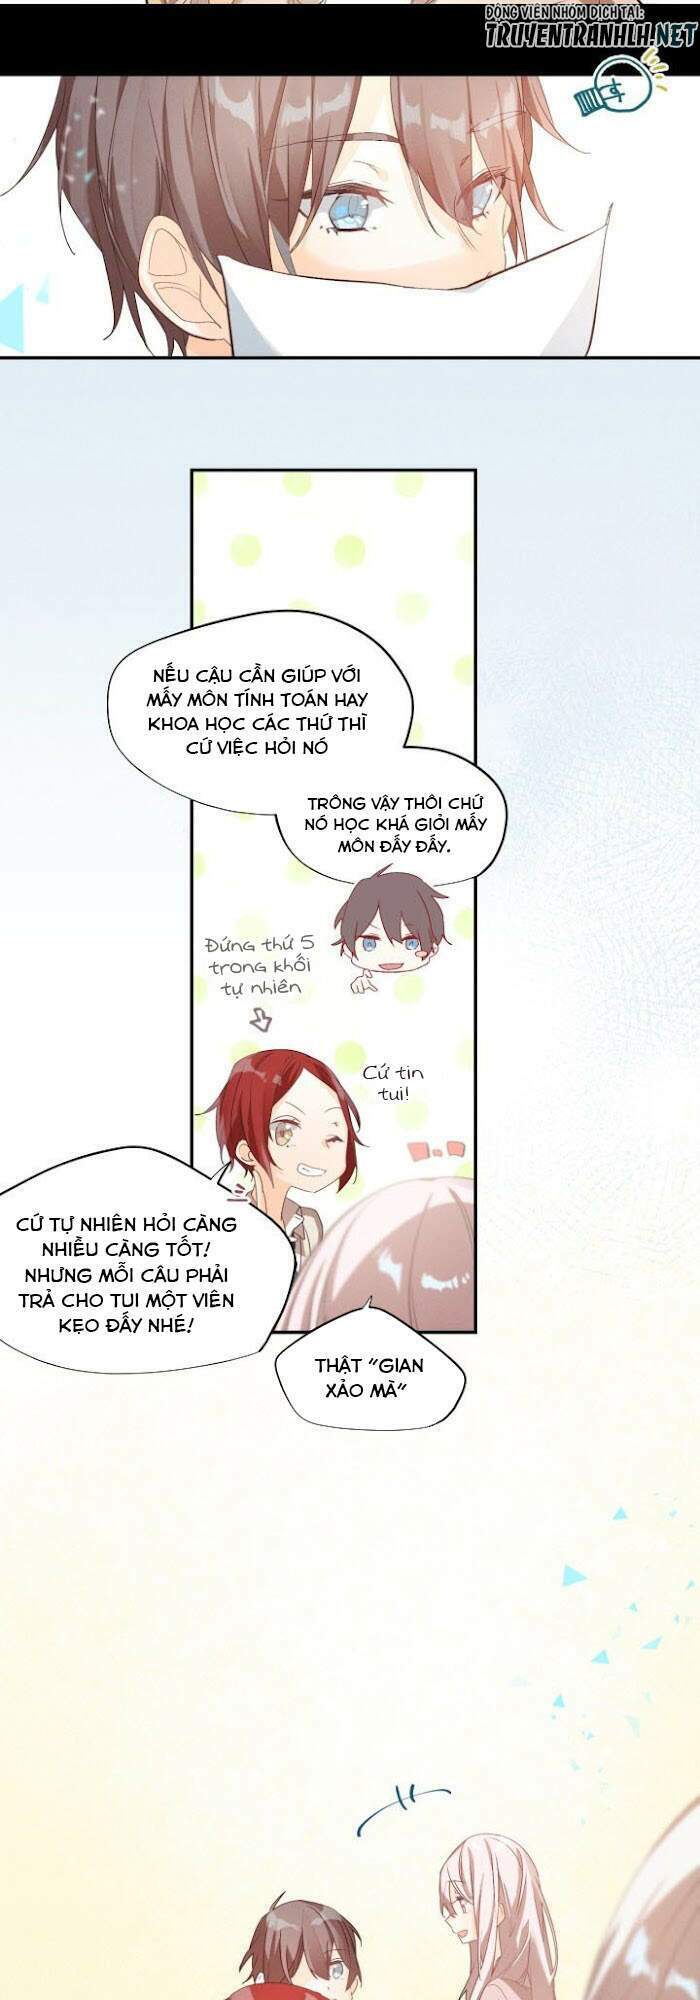 ĐỘNG VIÊN NHÓM DỊCH TẠI:
TRUYENTRANHLH.NET
NẾU CẬU CẦN GIÚP VỚI
MẤY MÔN TÍNH TOÁN HAY
KHOA HỌC CÁC THỨ THÌ
CỨ VIỆC HỎI NÓ
TRÔNG VẬY THÔI CHỨ
NÓ HỌC KHÁ GIỎI MẤY
MÔN ĐẤY ĐẤY.
Đứng thứ 5
trong khối
tự nhiên
Cứ tin
tui!
CỨ TỰ NHIÊN HỎI CÀNG
NHIỀU CÀNG TỐT!
NHƯNG MỖI CÂU PHẢI
TRẢ CHO TUI MỘT VIÊN
KẸO ĐẤY NHÉ!
THẬT "GIAN
XẢO MÀ"